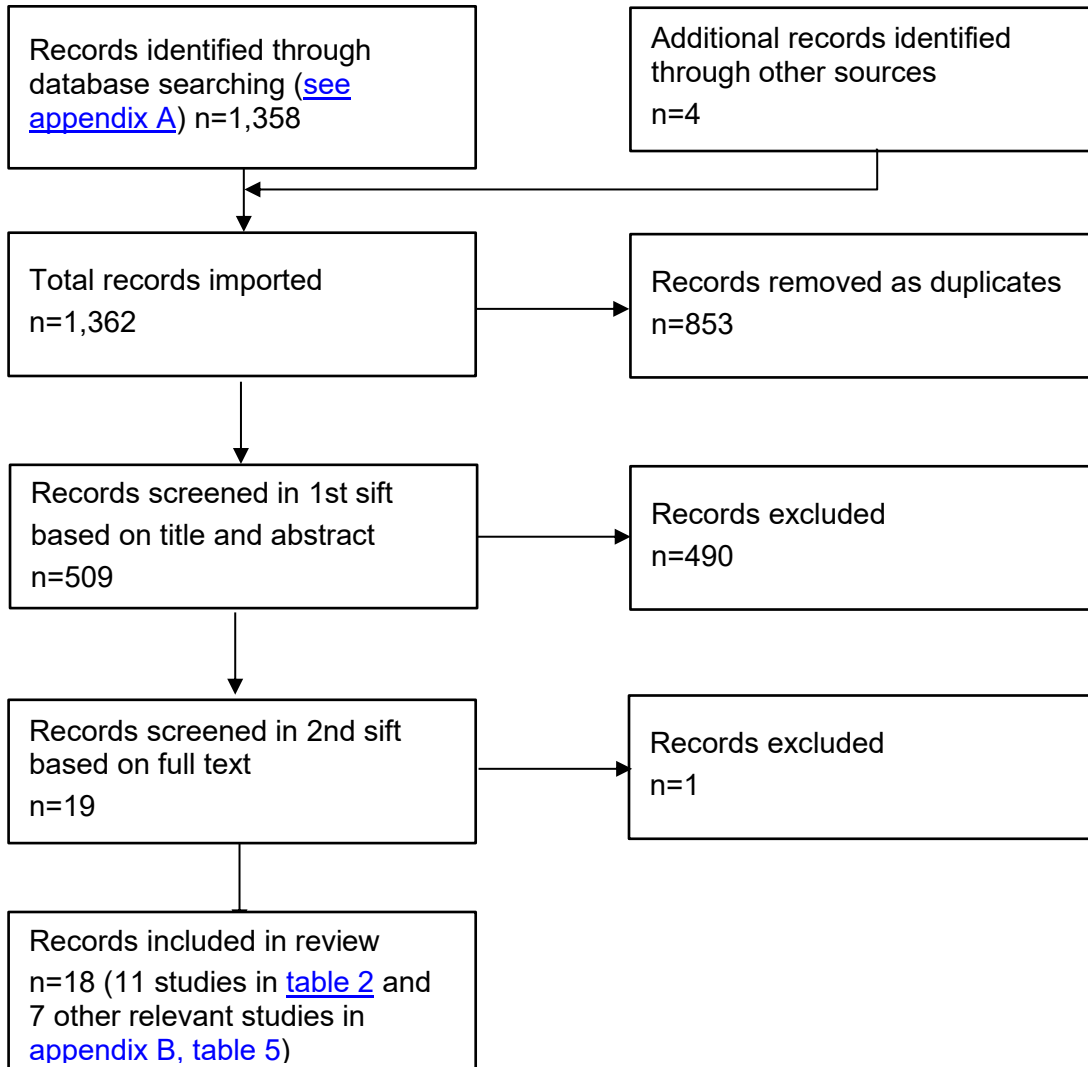 Records identified through
database searching (see
appendix A) n=1,358
Additional records identified
through other sources
n=4
Total records imported
n=1,362
Records removed as duplicates
n=853
Records screened in 1st sift
based on title and abstract
n=509
Records excluded
n=490
Records screened in 2nd sift
based on full text
n=19
Records excluded
n=1
Records included in review
n=18 (11 studies in table 2 and
7 other relevant studies in
appendix B, table 5)